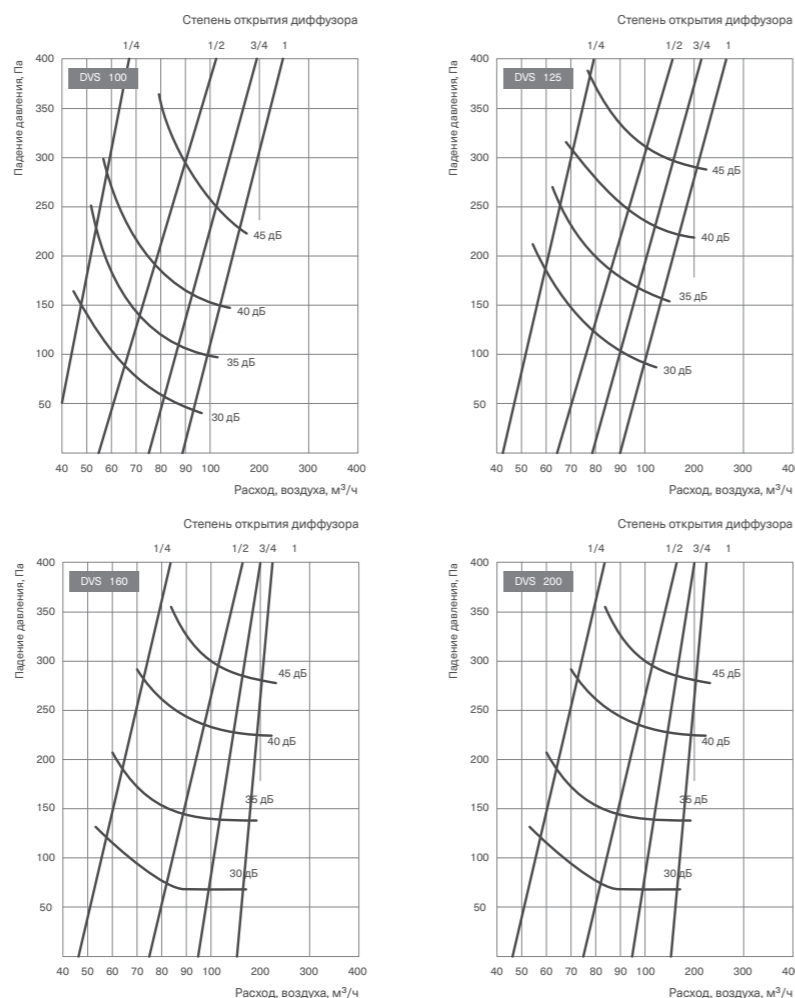 Степень открытия диффузора
1/4 1/2 3/4 1
Падение давления, Па
DVS 100
400
350
300
250
200
150
100
50
45 дБ
40 дБ
35 дБ
30 дБ
40 50 60 70 80 90 100 200 300 400
Расход, воздуха, м³/ч
Степень открытия диффузора
1/4 1/2 3/4 1
Падение давления, Па
DVS 125
400
350
300
250
200
150
100
50
45 дБ
40 дБ
35 дБ
30 дБ
40 50 60 70 80 90 100 200 300 40
Расход, воздуха, м³/ч
Степень открытия диффузора
1/4 1/2 3/4 1
Падение давления, Па
DVS 160
400
350
300
250
200
150
100
50
45 дБ
40 дБ
35 дБ
30 дБ
40 50 60 70 80 90 100 200 300 400
Расход, воздуха, м³/ч
Степень открытия диффузора
1/4 1/2 3/4 1
Падение давления, Па
DVS 200
400
350
300
250
200
150
100
50
45 дБ
40 дБ
35 дБ
30 дБ
40 50 60 70 80 90 100 200 300 40
Расход, воздуха, м³/ч